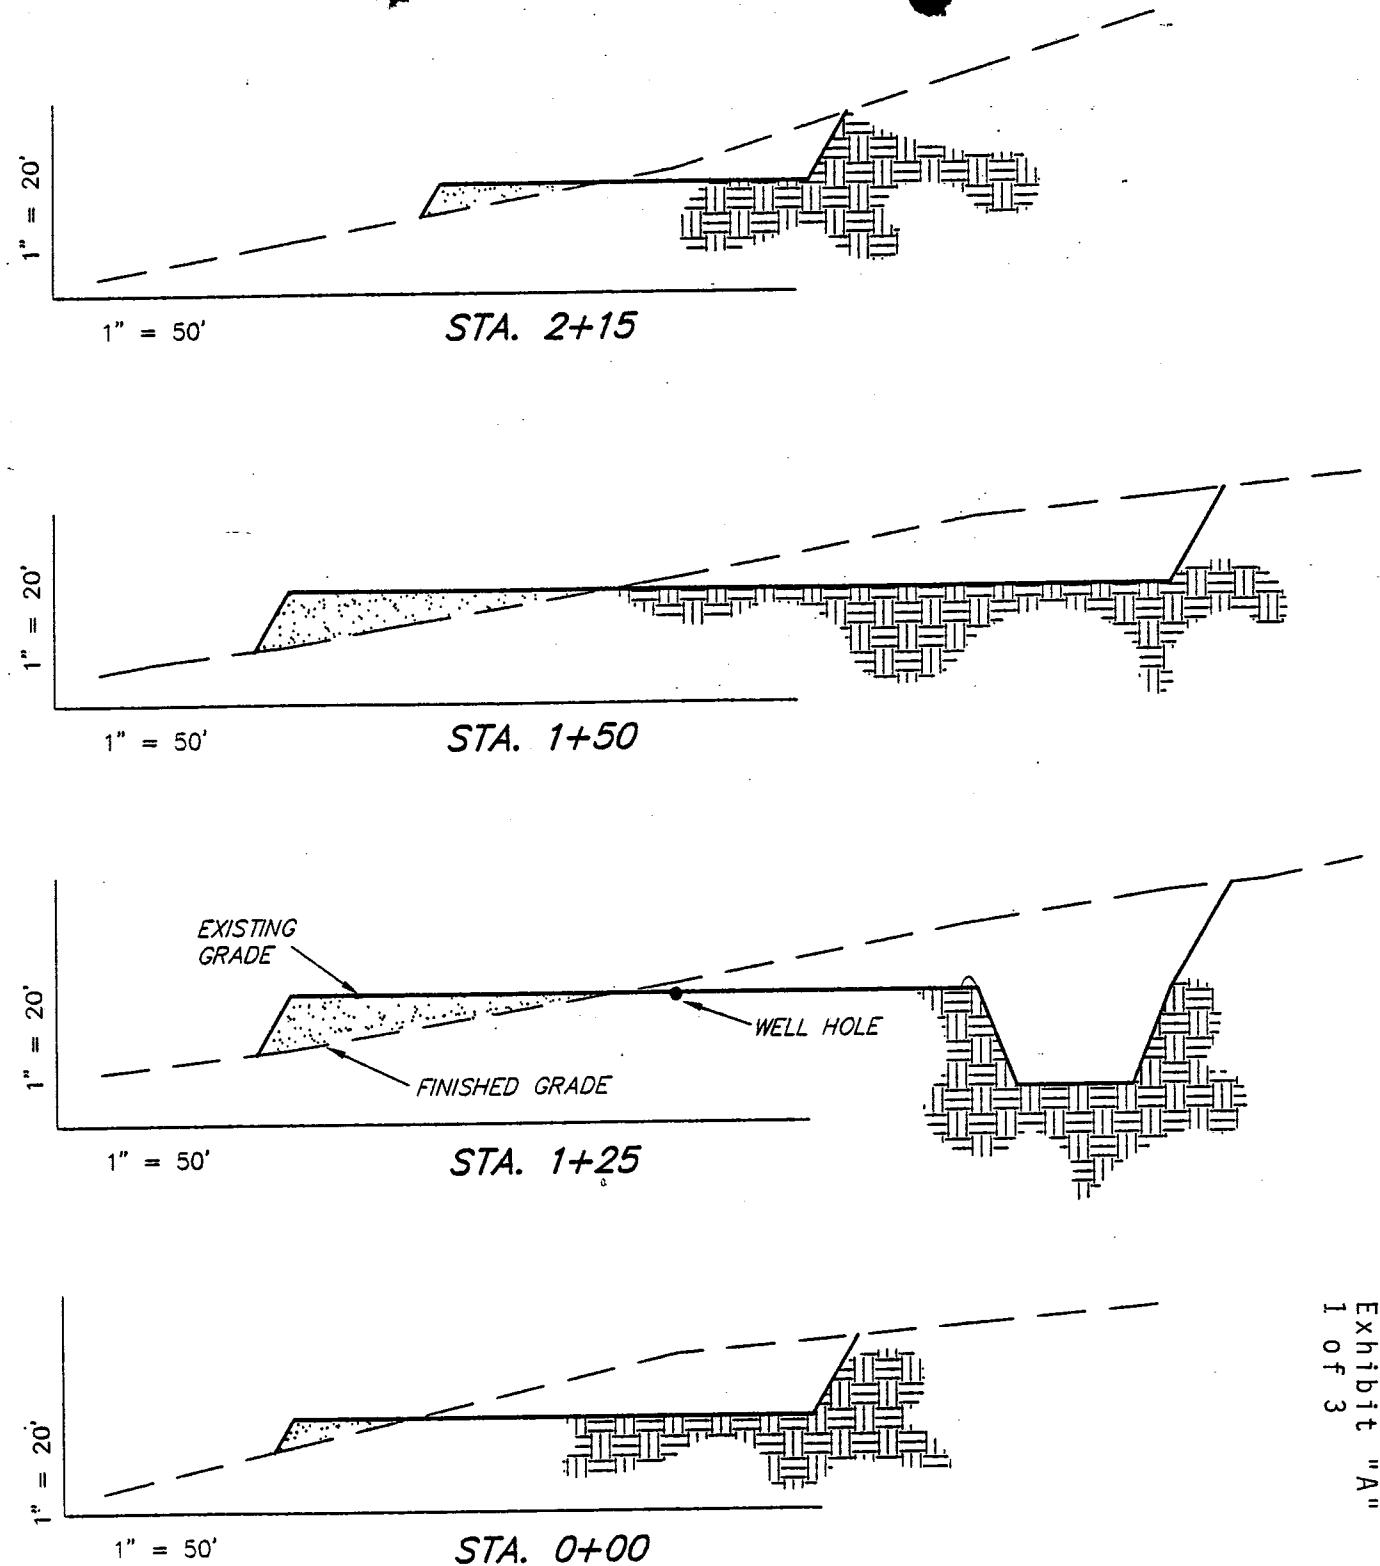 1" = 20'
1" = 50'
STA. 2+15
1" = 20'
1" = 50'
STA. 1+50
EXISTING
GRADE
1" = 20'
WELL HOLE
FINISHED GRADE
1" = 50'
STA. 1+25
1" = 20'
1" = 50'
STA. 0+00
Exhibit "A"
1 of 3